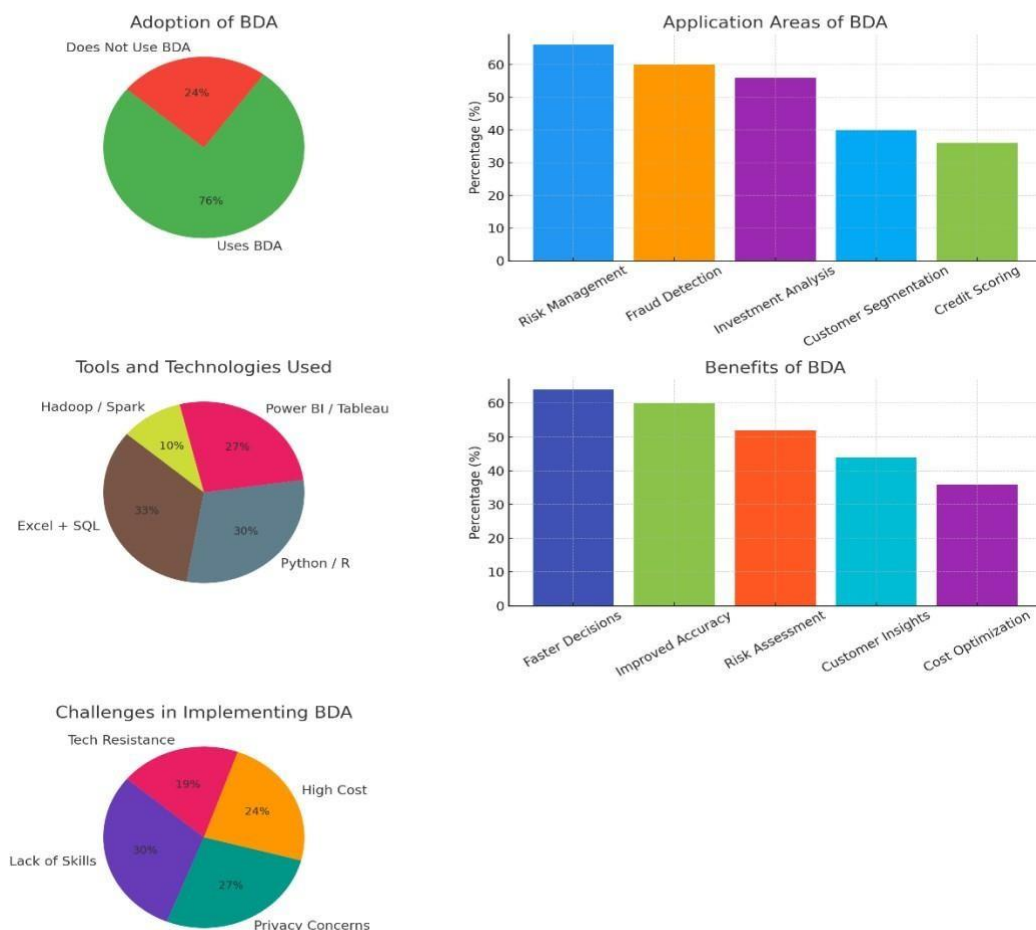 Adoption of BDA
Does Not Use BDA
24%
76%
Uses BDA
Application Areas of BDA
Percentage (%)
60
50
40
30
20
10
0
Risk Management
Fraud Detection
Investment Analysis
Customer Segmentation
Credit Scoring
Tools and Technologies Used
Hadoop / Spark
Power BI / Tableau
10%
27%
33%
Excel + SQL
30%
Python / R
Benefits of BDA
Percentage (%)
60
50
40
30
20
10
0
Faster Decisions
Improved Accuracy
Risk Assessment
Customer Insights
Cost Optimization
Challenges in Implementing BDA
Tech Resistance
19%
High Cost
24%
Lack of Skills
30%
27%
Privacy Concerns